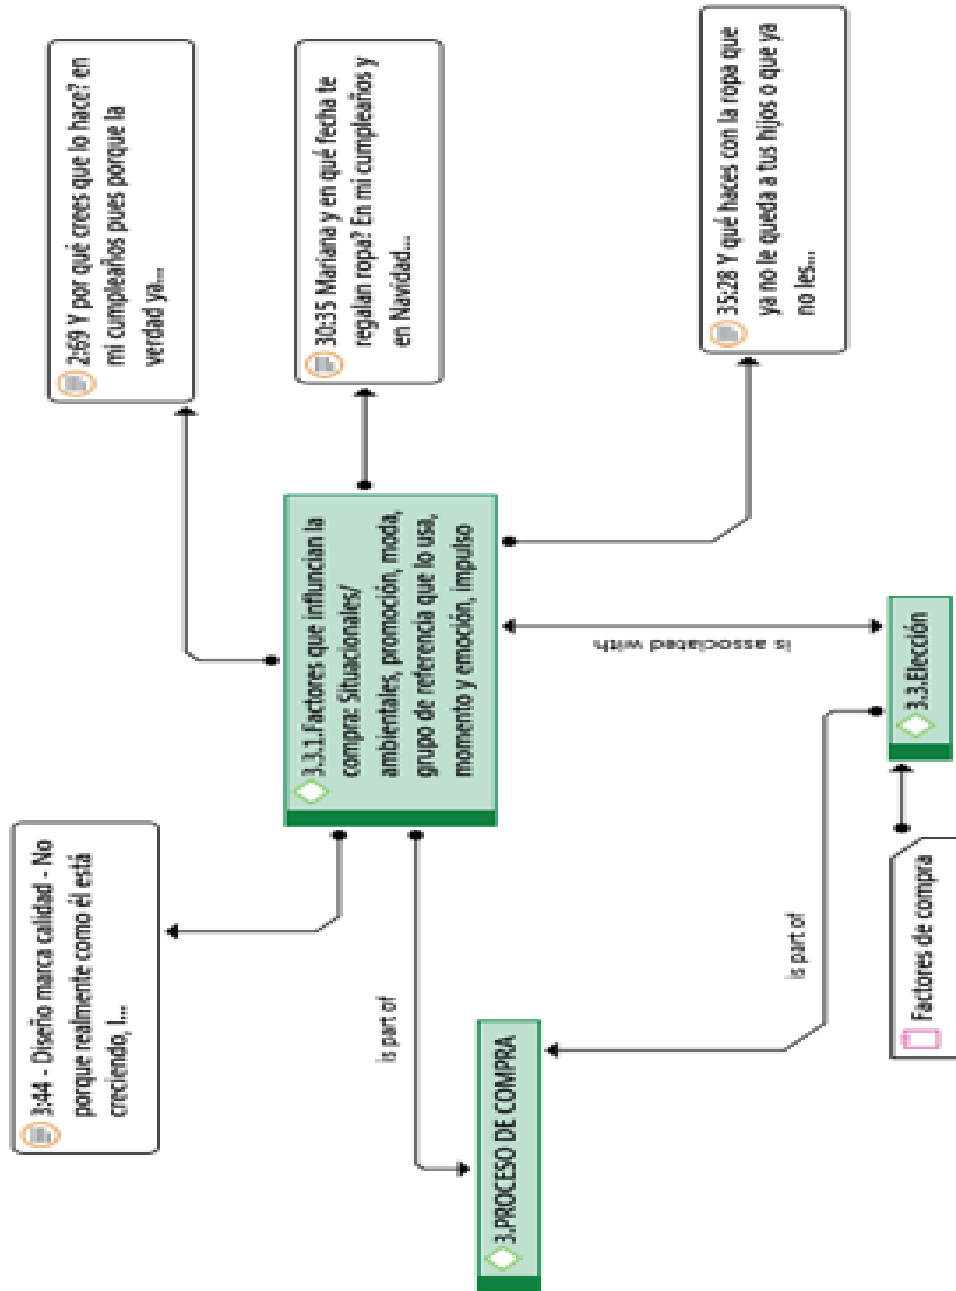 3:44 - Diseño marca calidad - No
porque realmente como él está
creciendo, l...
2:69 Y por qué crees que lo hace? en
mi cumpleaños pues porque la
verdad ya...
3.3.1.Factores que influncian la
compra: Situacionales/
ambientales, promoción, moda,
grupo de referencia que lo usa,
momento y emoción, impulso
30:35 Mariana y en qué fecha te
regalan ropa? En mi cumpleaños y
en Navidad...
is part of
3.PROCESO DE COMPRA
is associated with
35:28 Y qué haces con la ropa que
ya no le queda a tus hijos o que ya
no les...
is part of
Factores de compra
3.3.Elección